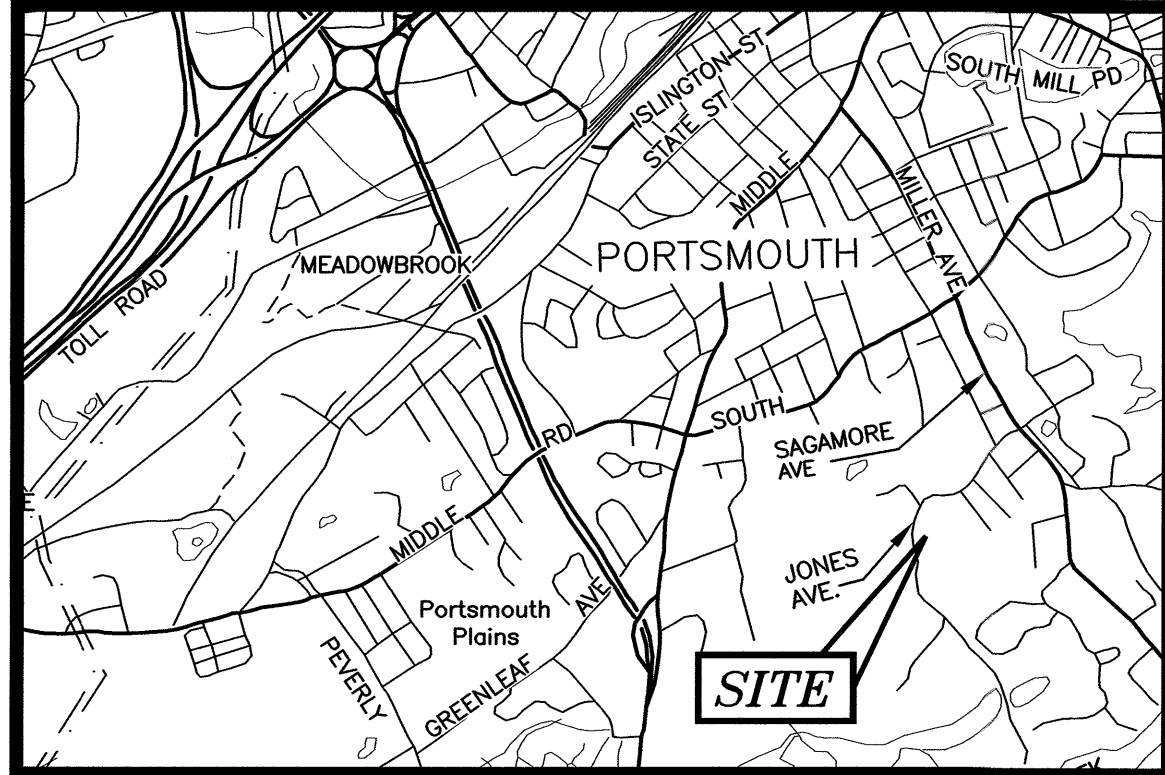 ISLINGTON ST
STATE ST
SOUTH MILL PD
MIDDLE
MILLER AVE
PORTSMOUTH
MEADOWBROOK
TOLL ROAD
SOUTH
RD
SAGAMORE
AVE
E
MIDDLE
JONES
AVE.
Portsmouth
Plains
AVE
PEVERLY
GREENLEAF
SITE